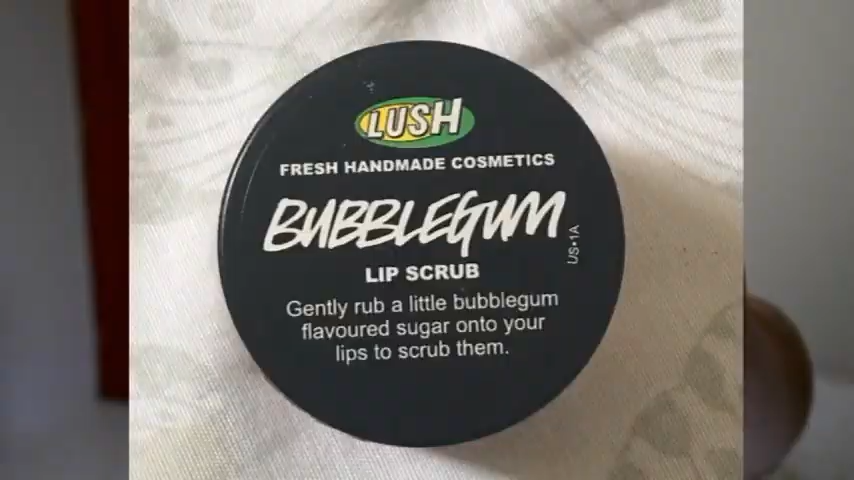 LUSH
FRESH HANDMADE COSMETICS
BUBBLEGUM
US•1A
LIP SCRUB
Gently rub a little bubblegum
flavoured sugar onto your
lips to scrub them.